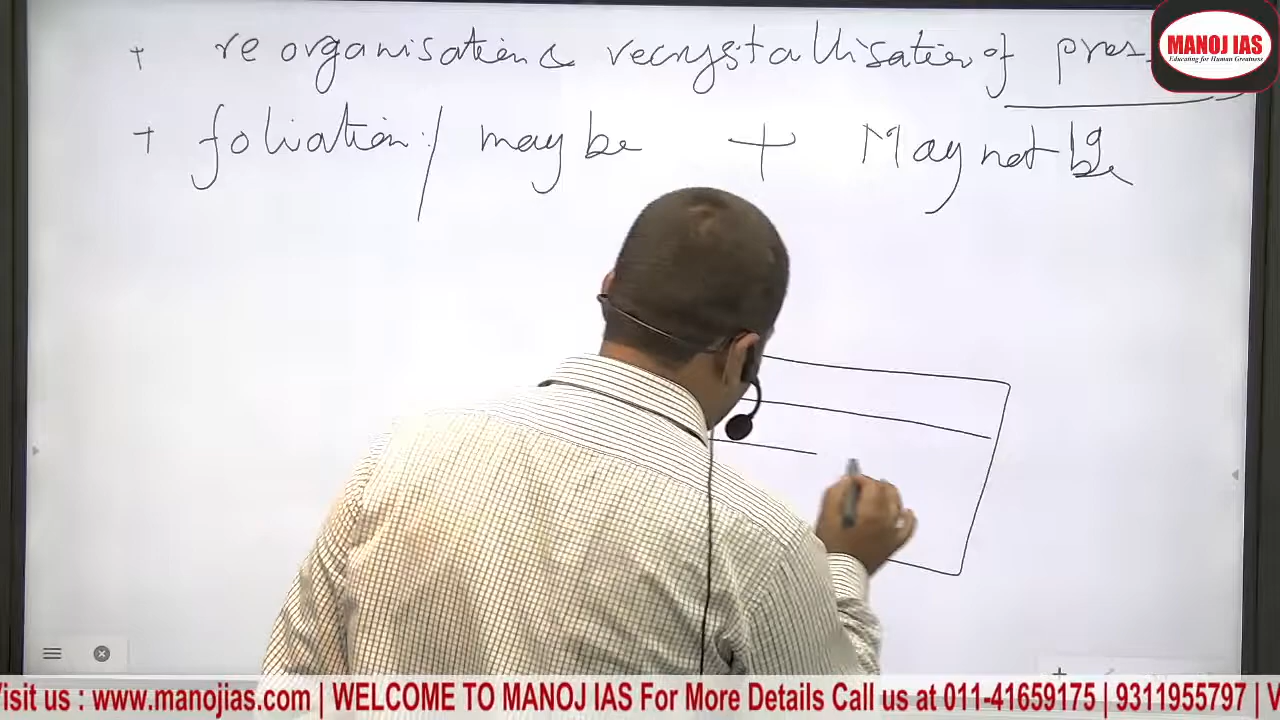 + re organisation & recrystallisation of pres
+ foliation:/ may be + May not be
MANOJ IAS
Educating for Human Greatness
Visit us : www.manojias.com | WELCOME TO MANOJ IAS For More Details Call us at 011-41659175 | 9311955797 | V